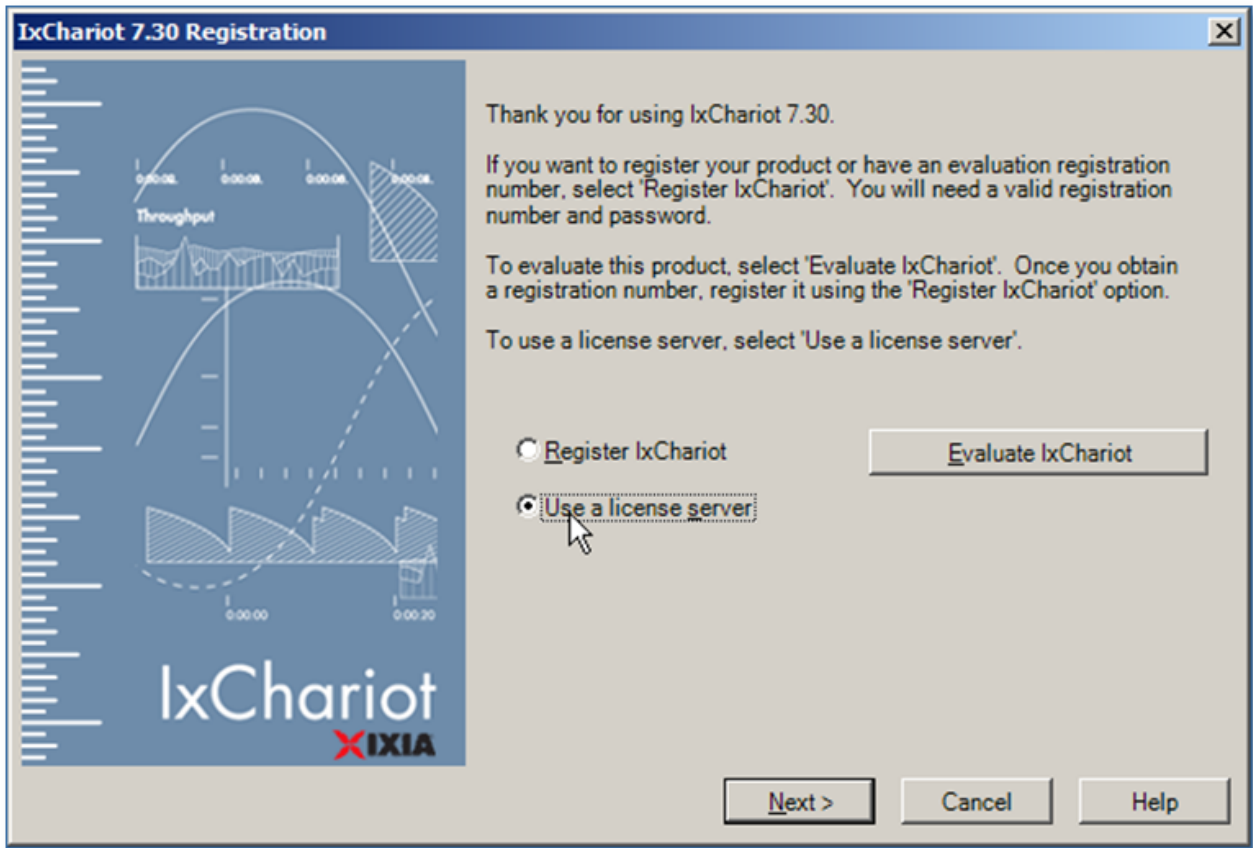 IxChariot 7.30 Registration
Thank you for using IxChariot 7.30.
If you want to register your product or have an evaluation registration
number, select 'Register IxChariot'. You will need a valid registration
number and password.
To evaluate this product, select 'Evaluate IxChariot'. Once you obtain
a registration number, register it using the 'Register IxChariot' option.
To use a license server, select 'Use a license server'.
Throughput
Register IxChariot
Evaluate IxChariot
Use a license server
0:00:00
0:00:20
IxChariot
IXIA
Next >
Cancel
Help